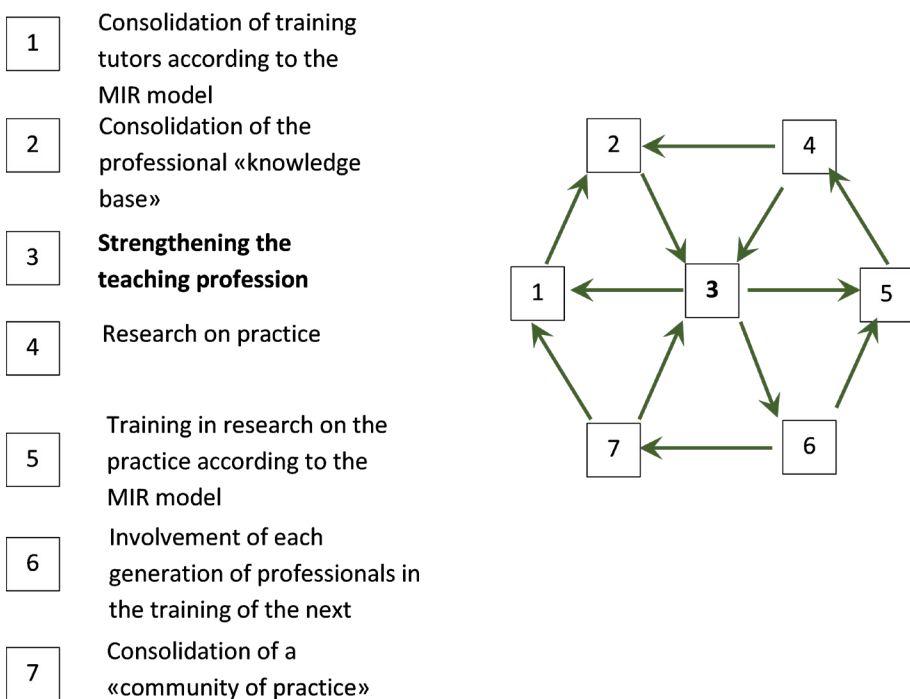 1
Consolidation of training
tutors according to the
MIR model
2
Consolidation of the
professional «knowledge
base»
3
Strengthening the
teaching profession
4
Research on practice
5
Training in research on the
practice according to the
MIR model
6
Involvement of each
generation of professionals in
the training of the next
7
Consolidation of a
«community of practice»
2 4
1 3 5
7 6